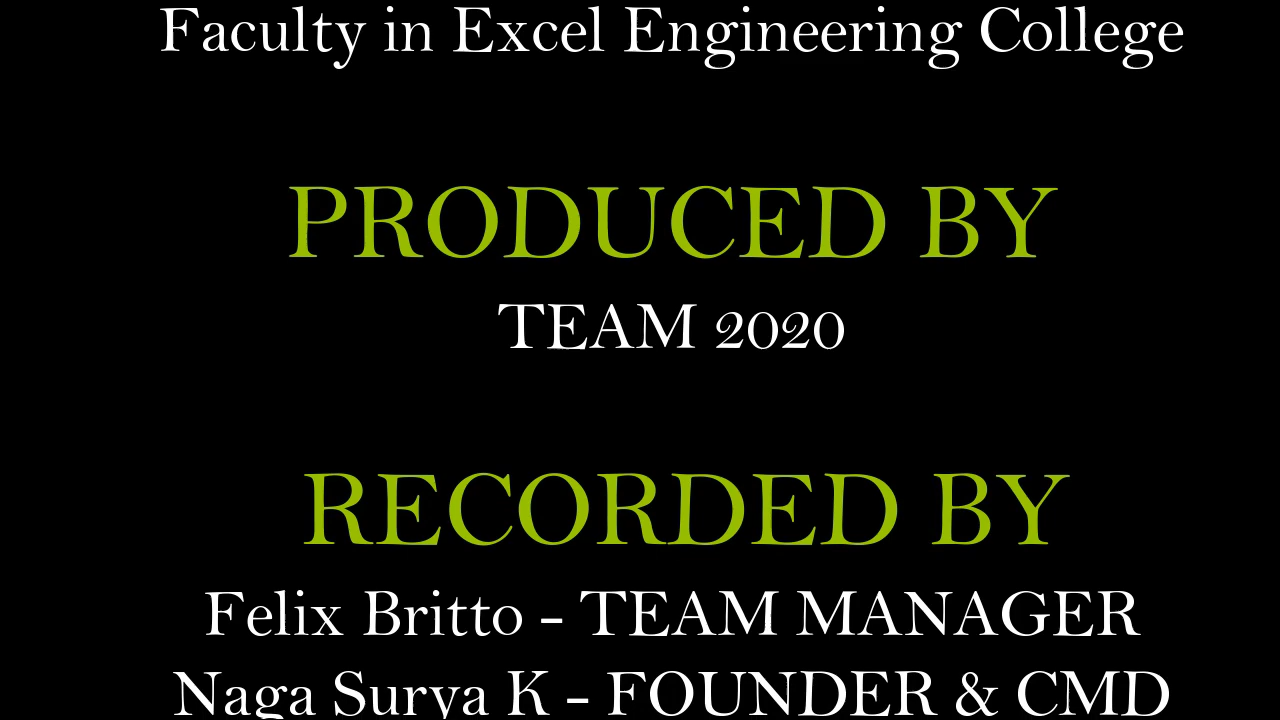 Faculty in Excel Engineering College
PRODUCED BY
TEAM 2020
RECORDED BY
Felix Britto - TEAM MANAGER
Naga Surya K - FOUNDER & CMD